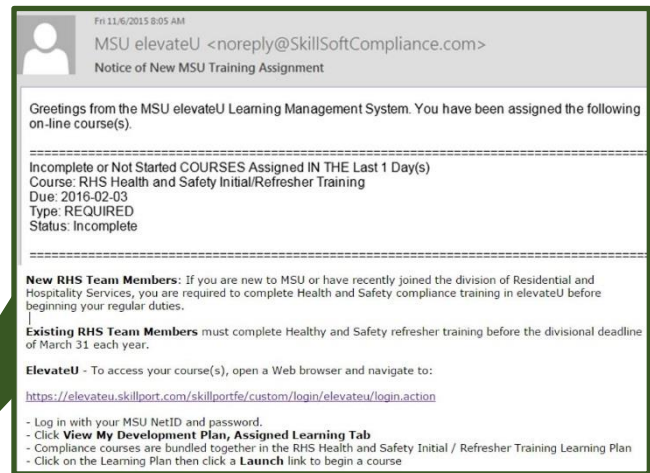 Fri 11/6/2015 8:05 AM
MSU elevateU <noreply@SkillSoftCompliance.com>
Notice of New MSU Training Assignment
Greetings from the MSU elevateU Learning Management System. You have been assigned the following
on-line course(s).
================================================================================
Incomplete or Not Started COURSES Assigned IN THE Last 1 Day(s)
Course: RHS Health and Safety Initial/Refresher Training
Due: 2016-02-03
Type: REQUIRED
Status: Incomplete
================================================================================
New RHS Team Members: If you are new to MSU or have recently joined the division of Residential and
Hospitality Services, you are required to complete Health and Safety compliance training in elevateU before
beginning your regular duties.
Existing RHS Team Members must complete Healthy and Safety refresher training before the divisional deadline
of March 31 each year.
ElevateU - To access your course(s), open a Web browser and navigate to:
https://elevateu.skillport.com/skillportfe/custom/login/elevateu/login.action
- Log in with your MSU NetID and password.
- Click View My Development Plan, Assigned Learning Tab
- Compliance courses are bundled together in the RHS Health and Safety Initial / Refresher Training Learning Plan
- Click on the Learning Plan then click a Launch link to begin a course